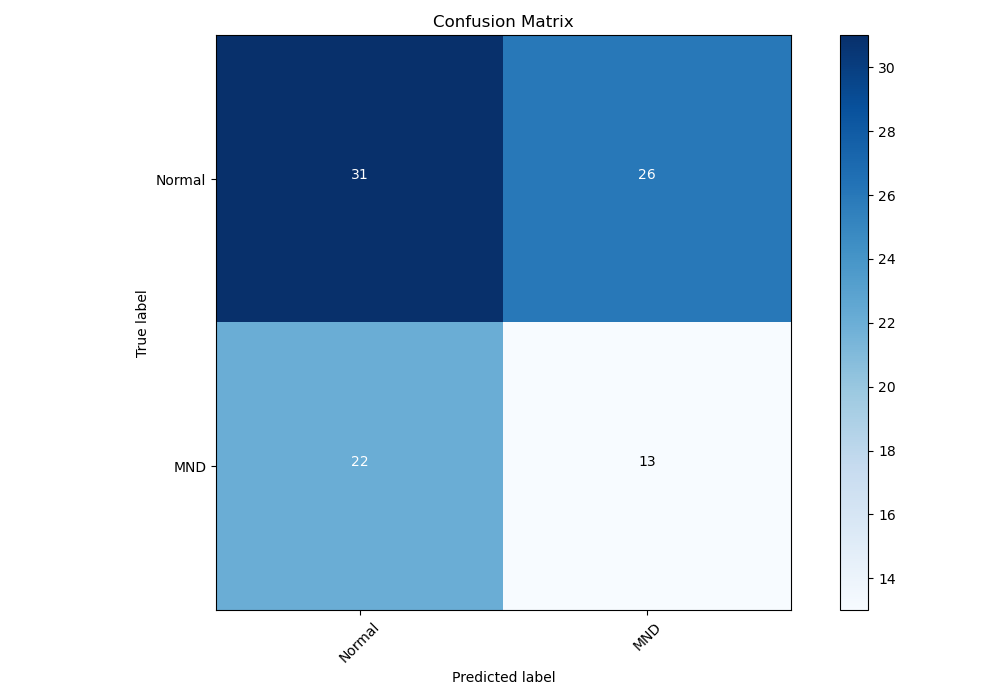 Confusion Matrix
Normal
MND
True label
31
26
22
13
Normal
MND
Predicted label
30
28
26
24
22
20
18
16
14